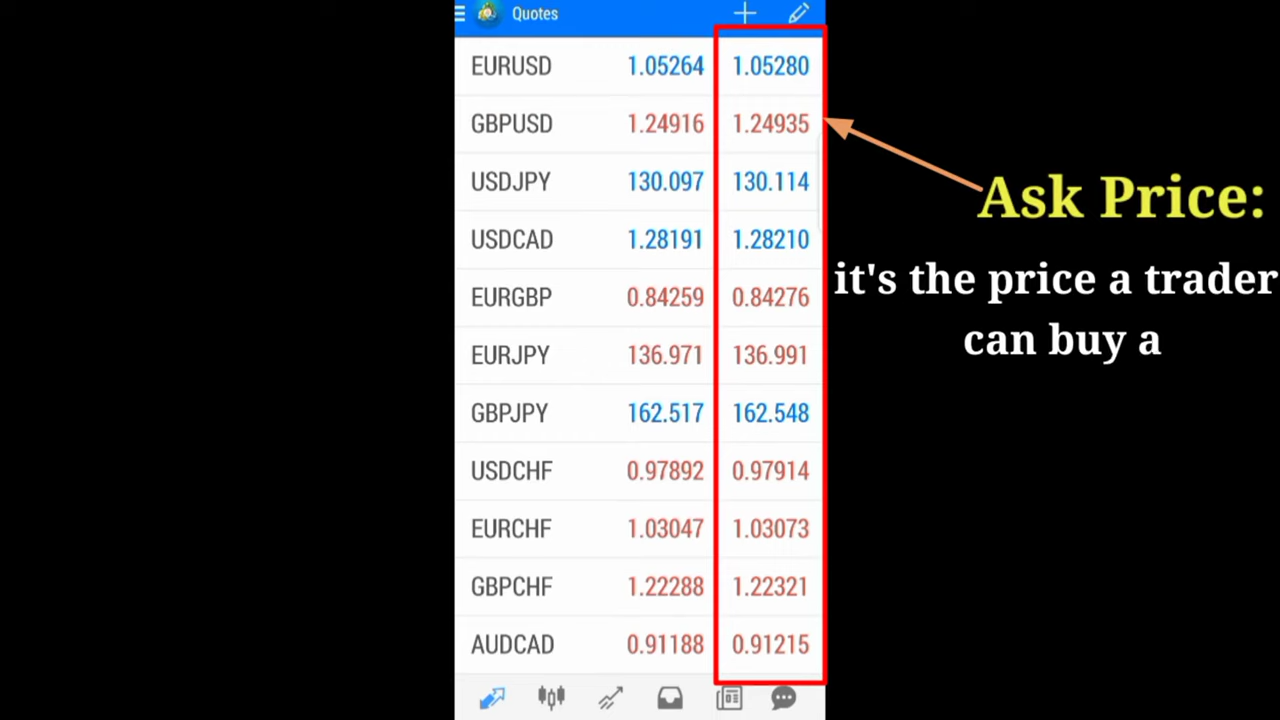 Quotes
EURUSD 1.05264 1.05280
GBPUSD 1.24916 1.24935
USDJPY 130.097 130.114
USDCAD 1.28191 1.28210
EURGBP 0.84259 0.84276
EURJPY 136.971 136.991
GBPJPY 162.517 162.548
USDCHF 0.97892 0.97914
EURCHF 1.03047 1.03073
GBPCHF 1.22288 1.22321
AUDCAD 0.91188 0.91215
Ask Price:
it's the price a trader
can buy a